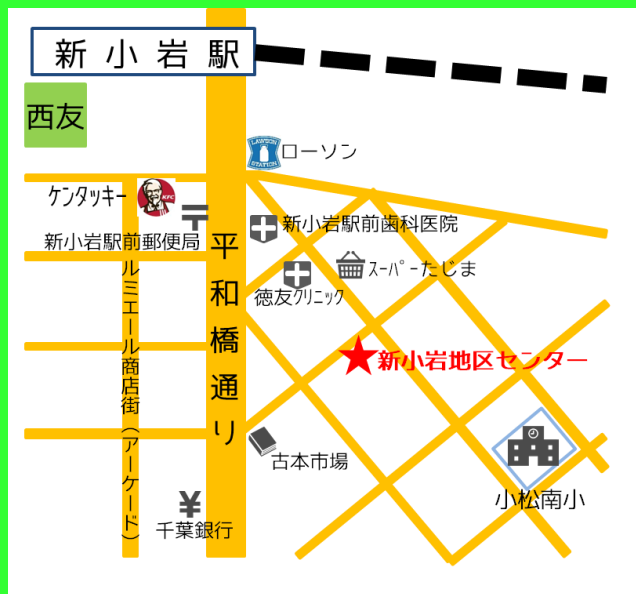 新小岩駅
西友
LAWSON
STATION
ローソン
ｹﾝﾀｯｷｰ
KFC
〒
新小岩駅前郵便局
新小岩駅前歯科医院
ｽｰﾊﾟｰたじま
徳友ｸﾘﾆｯｸ
平和橋通り
ルミエール商店街（アーケード）
★新小岩地区センター
古本市場
小松南小
¥
千葉銀行